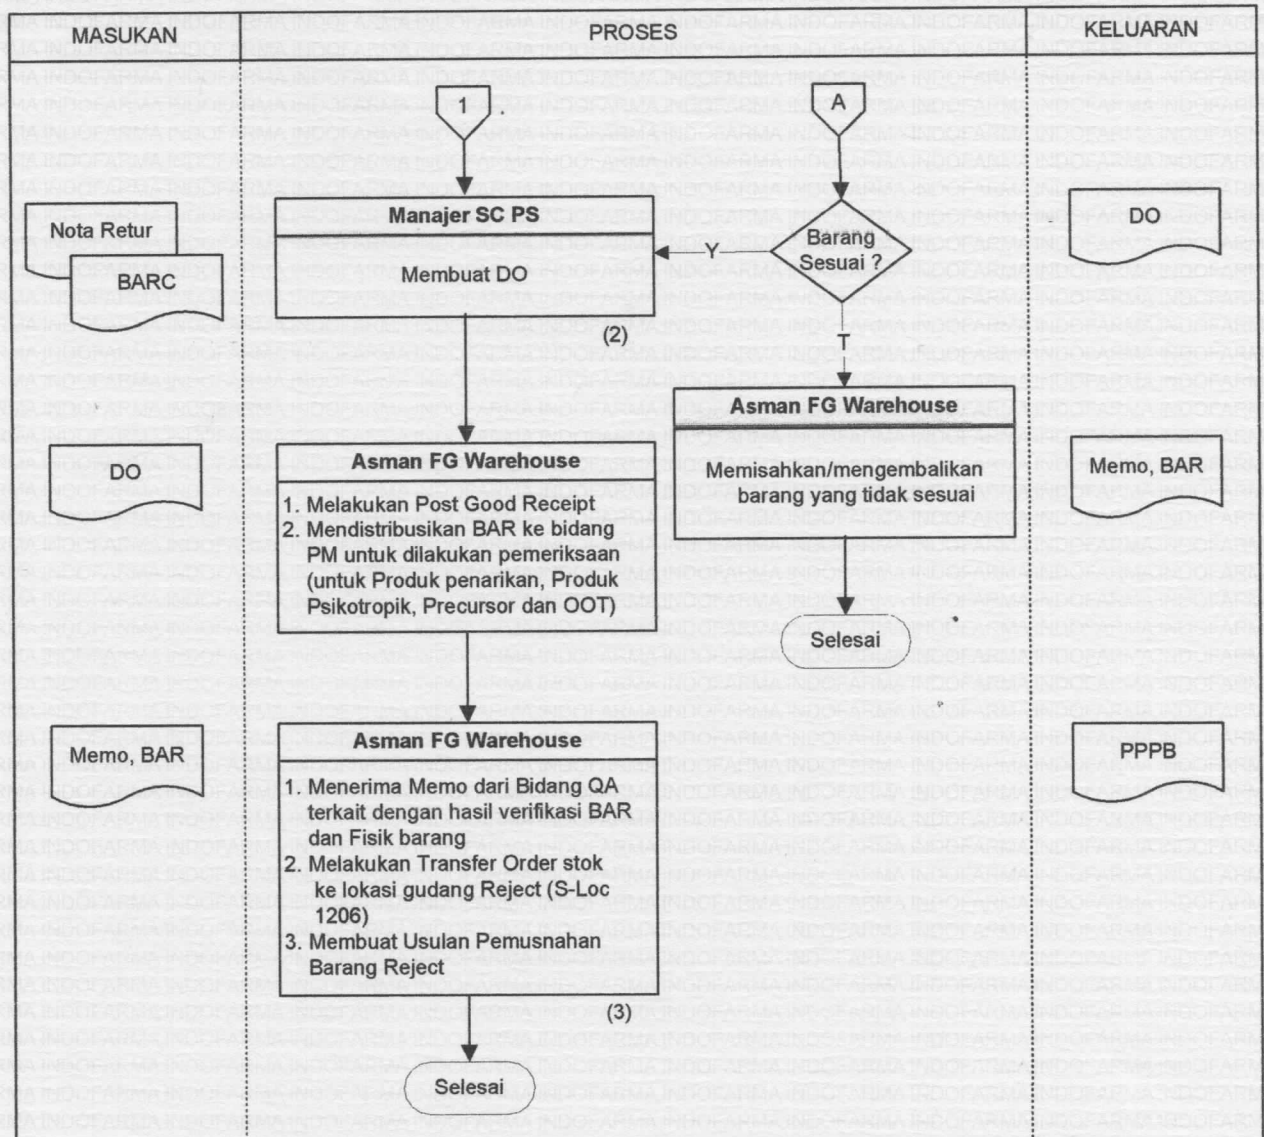 MASUKAN
PROSES
KELUARAN
1
A
Manajer SC PS
Membuat DO
(2)
Nota Retur
BARC
Barang
Sesuai ?
Y
T
DO
Asman FG Warehouse
Memisahkan/mengembalikan
barang yang tidak sesuai
Selesai
DO
Asman FG Warehouse
1. Melakukan Post Good Receipt.
2. Medistribusikan BAR ke bidang
PM untuk dilakukan pemeriksaan
(untuk Produk penarikan, Produk
Psikotropik, Precursor dan OOT)
Memo, BAR
Memo, BAR
Asman FG Warehouse
1. Menerima Memo dari Bidang QA
terkait dengan hasil verifikasi BAR
dan Fisik barang
2. Melakukan Transfer Order stok
ke lokasi gudang Reject (S-Loc
1206)
3. Membuat Usulan Pemusnahan
Barang Reject
(3)
PPPB
Selesai